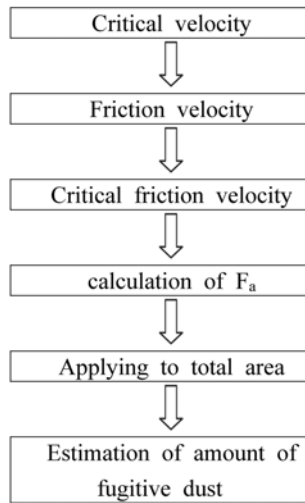 Critical velocity
Friction velocity
Critical friction velocity
calculation of Fₐ
Applying to total area
Estimation of amount of
fugitive dust